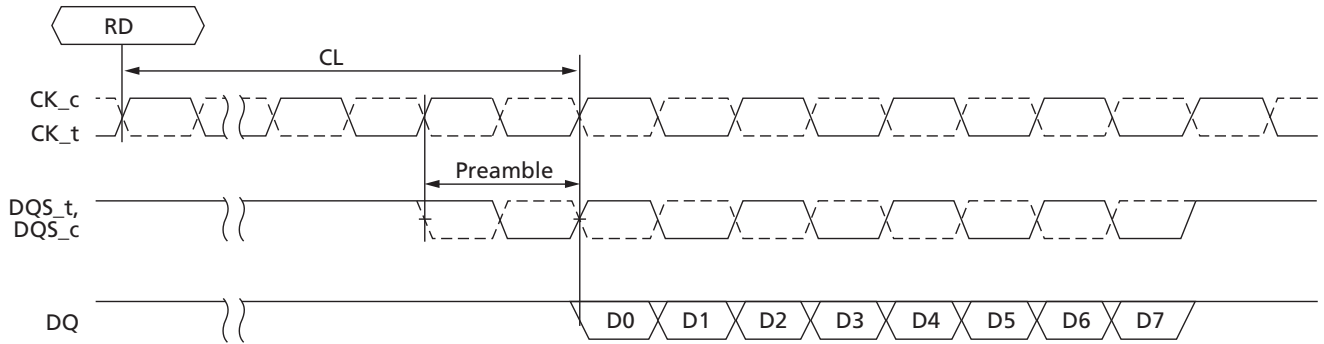 RD
CL
CK_c
CK_t
Preamble
DQS_t,
DQS_c
DQ D0 D1 D2 D3 D4 D5 D6 D7